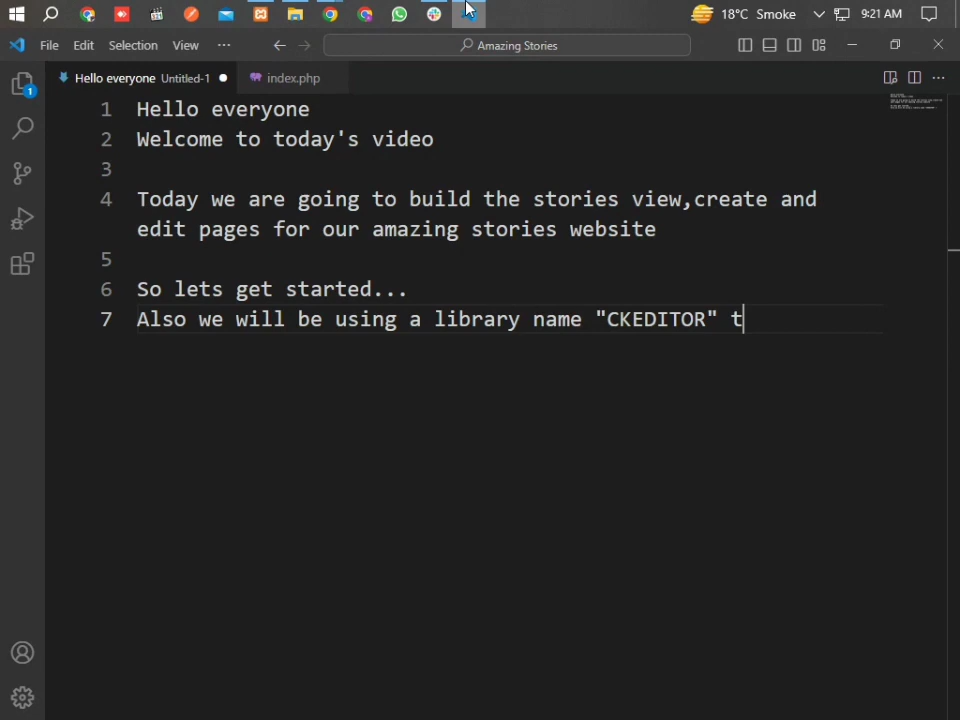 18°C Smoke 9:21 AM
File Edit Selection View ··· Amazing Stories
1
Hello everyone Untitled-1 index.php
1 Hello everyone
2 Welcome to today's video
3
4 Today we are going to build the stories view,create and
edit pages for our amazing stories website
5
6 So lets get started...
7 Also we will be using a library name "CKEDITOR" t